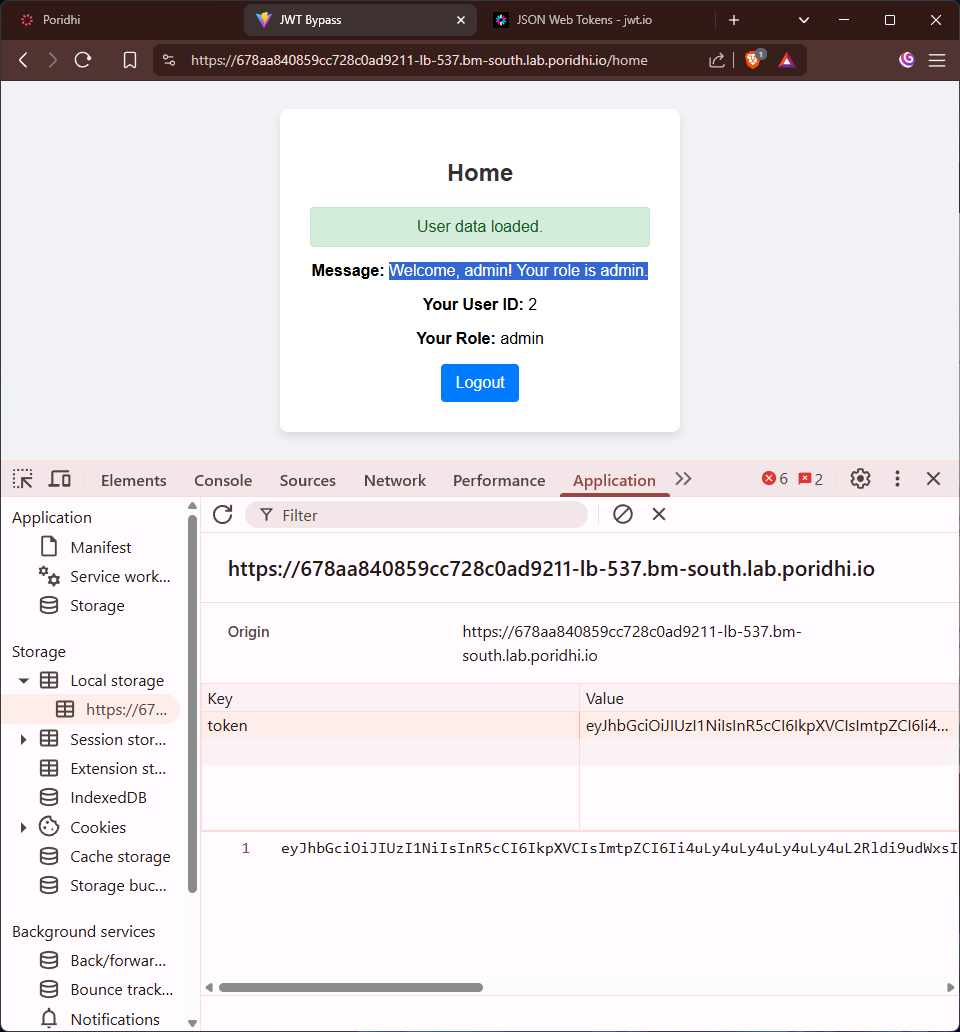 Poridhi
JWT Bypass
JSON Web Tokens - jwt.io
https://678aa840859cc728c0ad9211-lb-537.bm-south.lab.poridhi.io/home
1
Home
User data loaded.
Message: Welcome, admin! Your role is admin.
Your User ID: 2
Your Role: admin
Logout
Elements
Console
Sources
Network
Performance
Application
6
2
Application
Filter
Manifest
Service work...
Storage
https://678aa840859cc728c0ad9211-lb-537.bm-south.lab.poridhi.io
Origin
https://678aa840859cc728c0ad9211-lb-537.bm-
south.lab.poridhi.io
Storage
Local storage
https://67...
Session stor...
Extension st...
IndexedDB
Cookies
Cache storage
Storage buc...
Key
Value
token
eyJhbGciOiJIUzI1NiIsInR5cCI6IkpXVCIsImtpZCI6Ii4...
1
eyJhbGciOiJIUzI1NiIsInR5cCI6IkpXVCIsImtpZCI6Ii4uLy4uLy4uLy4uLy4uL2Rldi9udWxsI
Background services
Back/forwar...
Bounce track...
Notifications